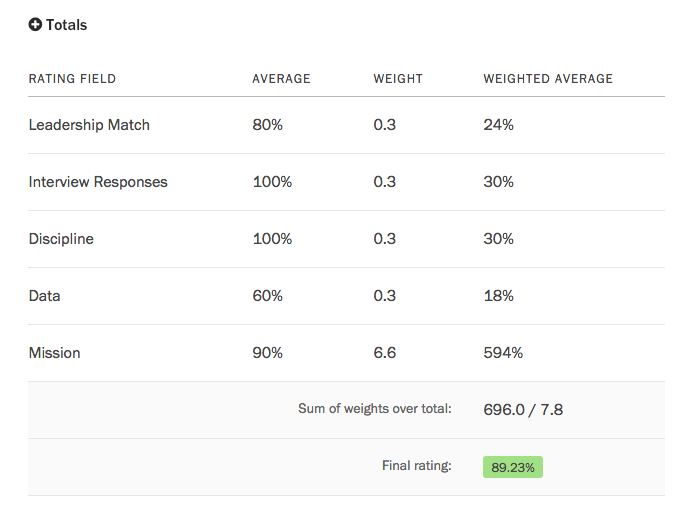 Totals
RATING FIELD AVERAGE WEIGHT WEIGHTED AVERAGE
Leadership Match 80% 0.3 24%
Interview Responses 100% 0.3 30%
Discipline 100% 0.3 30%
Data 60% 0.3 18%
Mission 90% 6.6 594%
Sum of weights over total: 696.0 / 7.8
Final rating: 89.23%